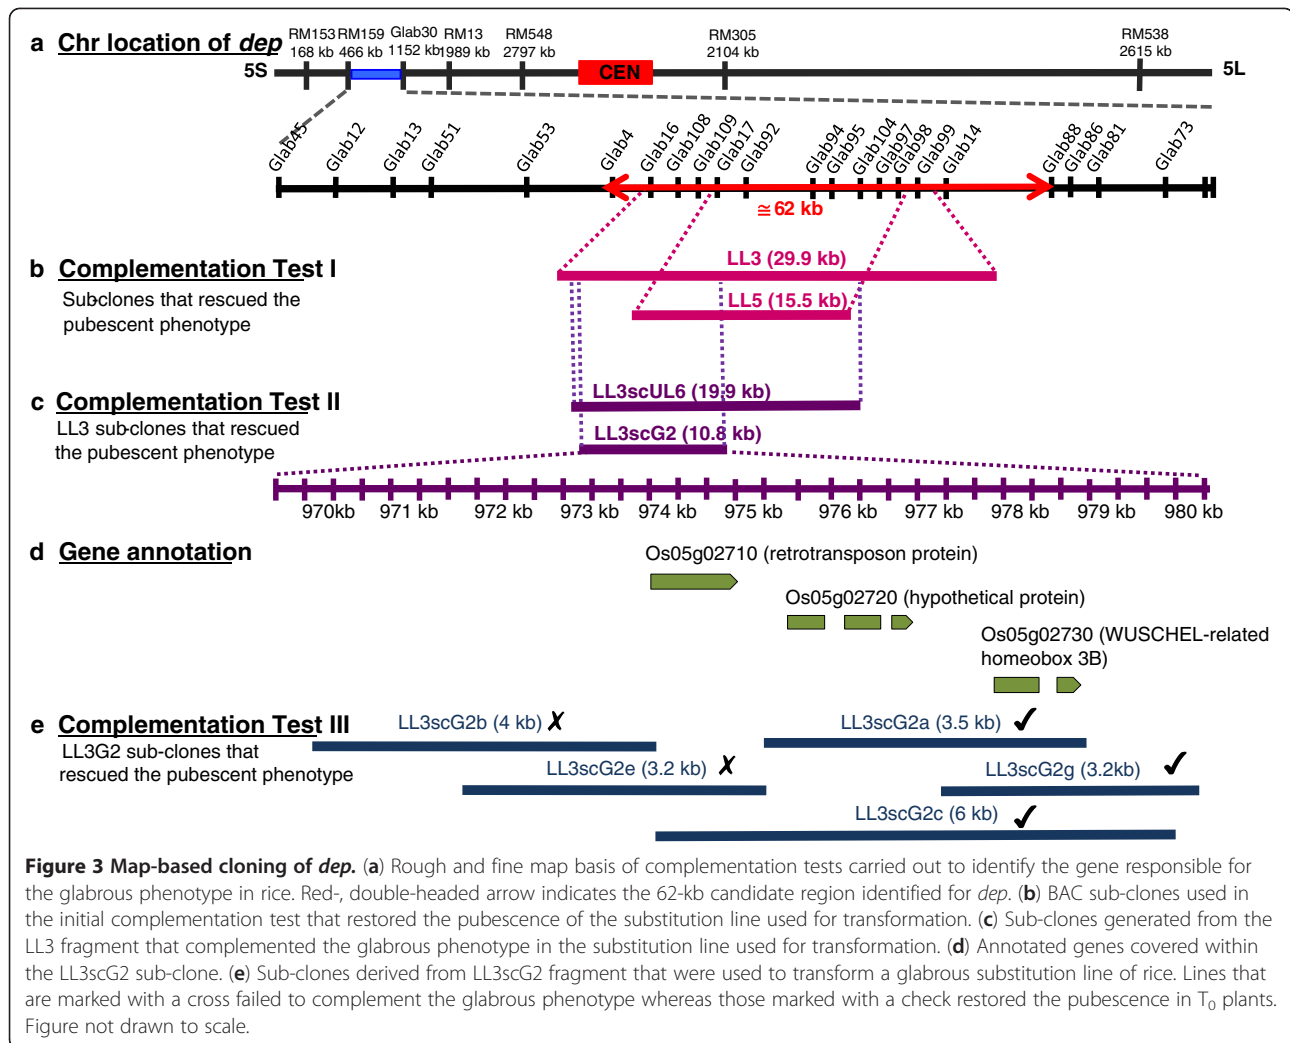 a Chr location of dep
RM153 RM159 Glab30 RM13 RM548 RM305 RM538
168 kb 466 kb 1152 kb 1989 kb 2797 kb 2104 kb 2615 kb
5S CEN 5L
Glab45 Glab12 Glab13 Glab51 Glab53 Glab4 Glab16 Glab108 Glab109 Glab17 Glab92 Glab94 Glab95 Glab104 Glab97 Glab98 Glab99 Glab14 Glab88 Glab86 Glab81 Glab73
≅ 62 kb
b Complementation Test I
LL3 (29.9 kb)
Sub-clones that rescued the
pubescent phenotype
LL5 (15.5 kb)
c Complementation Test II
LL3scUL6 (19.9 kb)
LL3 sub-clones that rescued
the pubescent phenotype
LL3scG2 (10.8 kb)
970kb 971 kb 972 kb 973 kb 974 kb 975 kb 976 kb 977 kb 978 kb 979 kb 980 kb
d Gene annotation
Os05g02710 (retrotransposon protein)
Os05g02720 (hypothetical protein)
Os05g02730 (WUSCHEL-related
homeobox 3B)
e Complementation Test III
LL3G2 sub-clones that
rescued the pubescent phenotype
LL3scG2b (4 kb) ✗ LL3scG2a (3.5 kb) ✓
LL3scG2e (3.2 kb) ✗ LL3scG2g (3.2kb) ✓
LL3scG2c (6 kb) ✓
Figure 3 Map-based cloning of dep. (a) Rough and fine map basis of complementation tests carried out to identify the gene responsible for
the glabrous phenotype in rice. Red-, double-headed arrow indicates the 62-kb candidate region identified for dep. (b) BAC sub-clones used in
the initial complementation test that restored the pubescence of the substitution line used for transformation. (c) Sub-clones generated from the
LL3 fragment that complemented the glabrous phenotype in the substitution line used for transformation. (d) Annotated genes covered within
the LL3scG2 sub-clone. (e) Sub-clones derived from LL3scG2 fragment that were used to transform a glabrous substitution line of rice. Lines that
are marked with a cross failed to complement the glabrous phenotype whereas those marked with a check restored the pubescence in T0 plants.
Figure not drawn to scale.